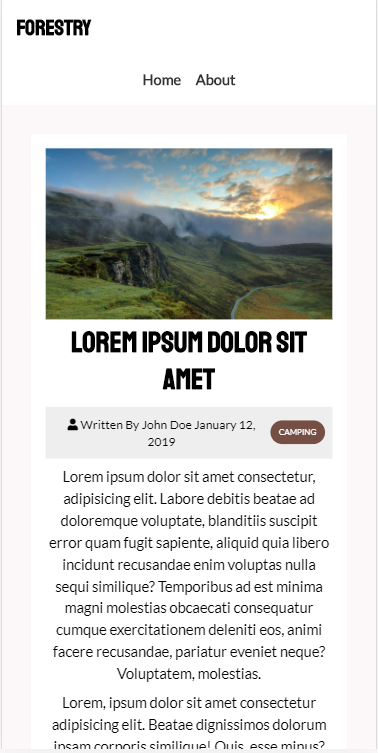 FORESTRY
Home About
LOREM IPSUM DOLOR SIT
AMET
Written By John Doe January 12,
2019
CAMPING
Lorem ipsum dolor sit amet consectetur,
adipisicing elit. Labore debitis beatae ad
doloremque voluptate, blanditiis suscipit
error quam fugit sapiente, aliquid quia libero
incidunt recusandae enim voluptas nulla
sequi similique? Temporibus ad est minima
magni molestias obcaecati consequatur
cumque exercitationem deleniti eos, animi
facere recusandae, pariatur eveniet neque?
Voluptatem, molestias.
Lorem, ipsum dolor sit amet consectetur
adipisicing elit. Beatae dignissimos dolorum
ipsam corporis similique! Quis, esse minus?